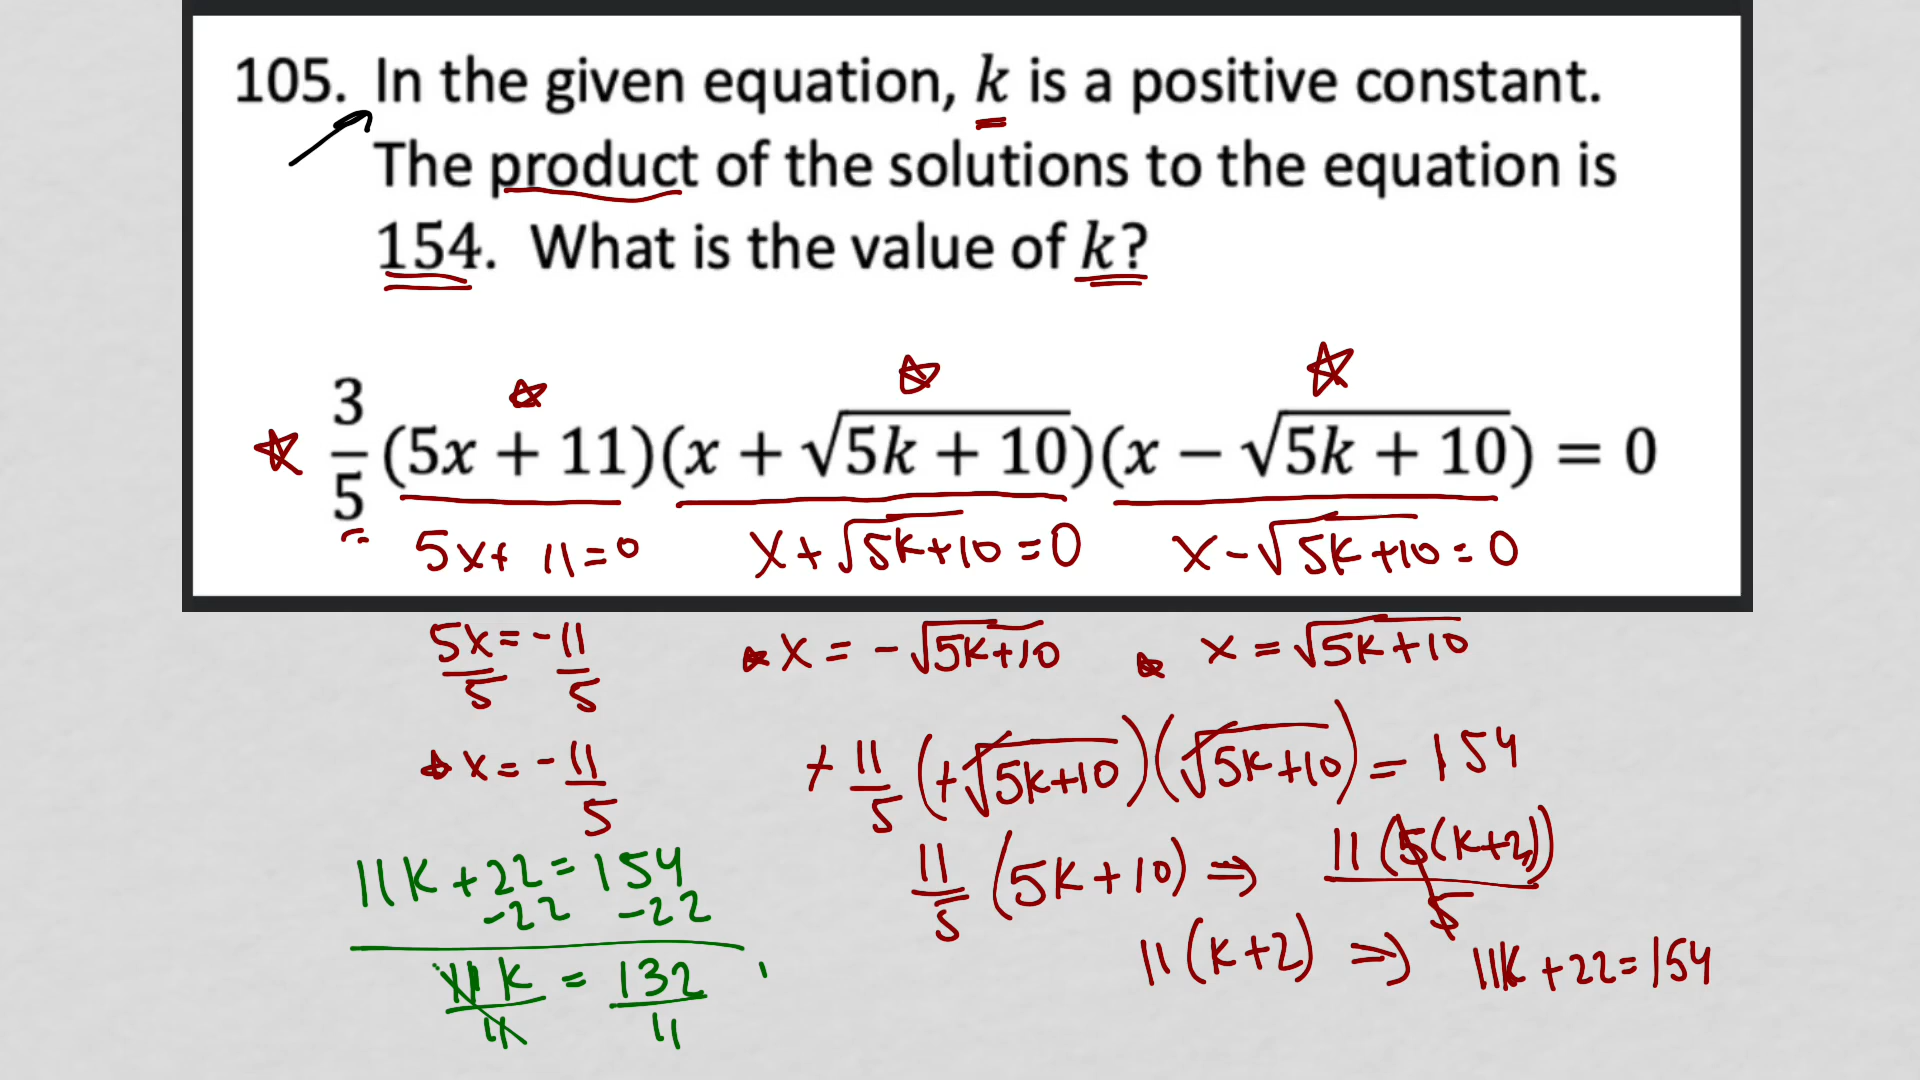 105. In the given equation, k is a positive constant.
The product of the solutions to the equation is
154. What is the value of k?
3/5 (5x + 11)(x + √(5k + 10))(x − √(5k + 10)) = 0
5x + 11 = 0
x + √(5k+10) = 0
x - √(5k+10) = 0
5x/5 = -11/5
x = -√(5k+10)
x = √(5k+10)
x = -11/5
+ 11/5 (+√(5k+10))(√(5k+10)) = 154
11/5 (5k+10) ⇒ 11(5(k+2))/5
11(k+2) ⇒ 11k + 22 = 154
11k + 22 = 154
-22 -22
11k/11 = 132/11